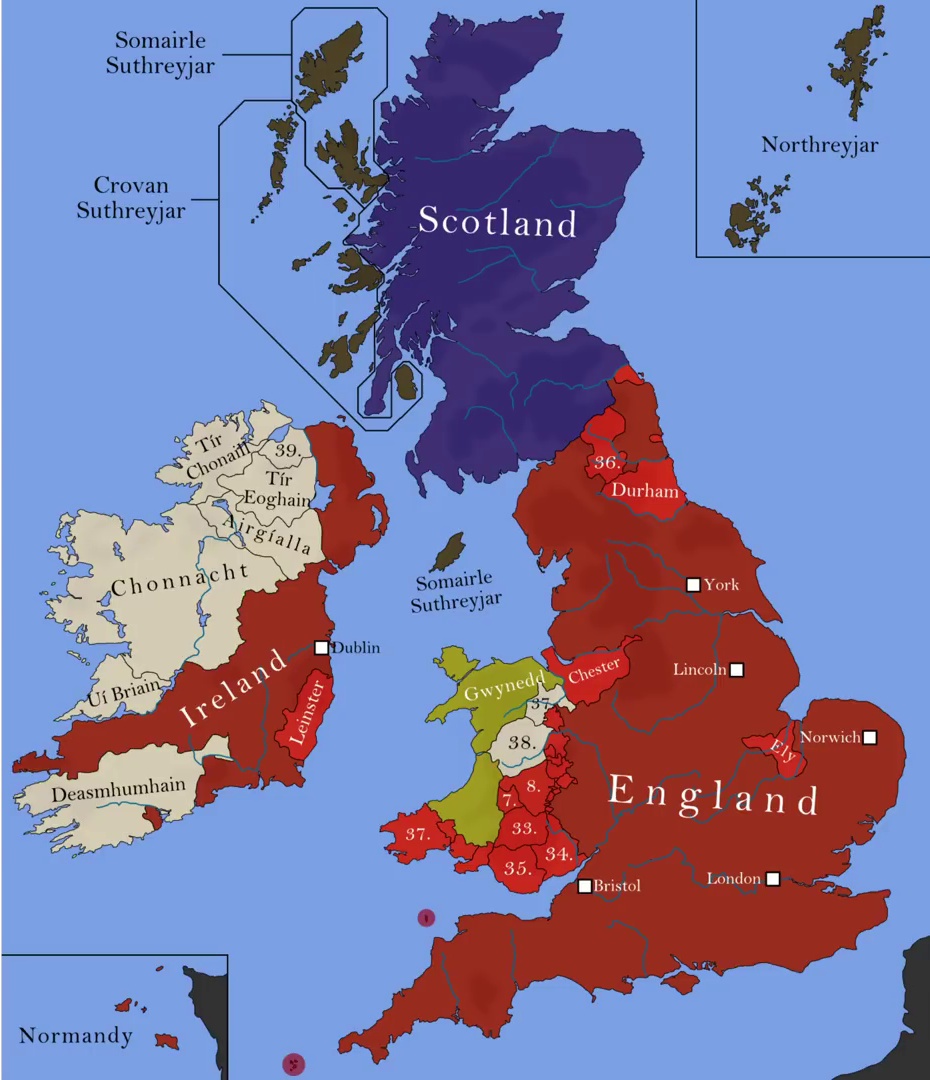 Somairle
Suthreyjar
Northreyjar
Crovan
Suthreyjar
Scotland
Tír
Chonaill
39.
Tír
Eoghain
Airgíalla
Chonnacht
36.
Durham
Somairle
Suthreyjar
York
Dublin
Ireland
Leinster
Uí Briain
Deasmhumhain
Gwynedd
37.
Chester
Lincoln
38.
Ely
Norwich
England
7.
8.
37.
33.
34.
35.
Bristol
London
Normandy